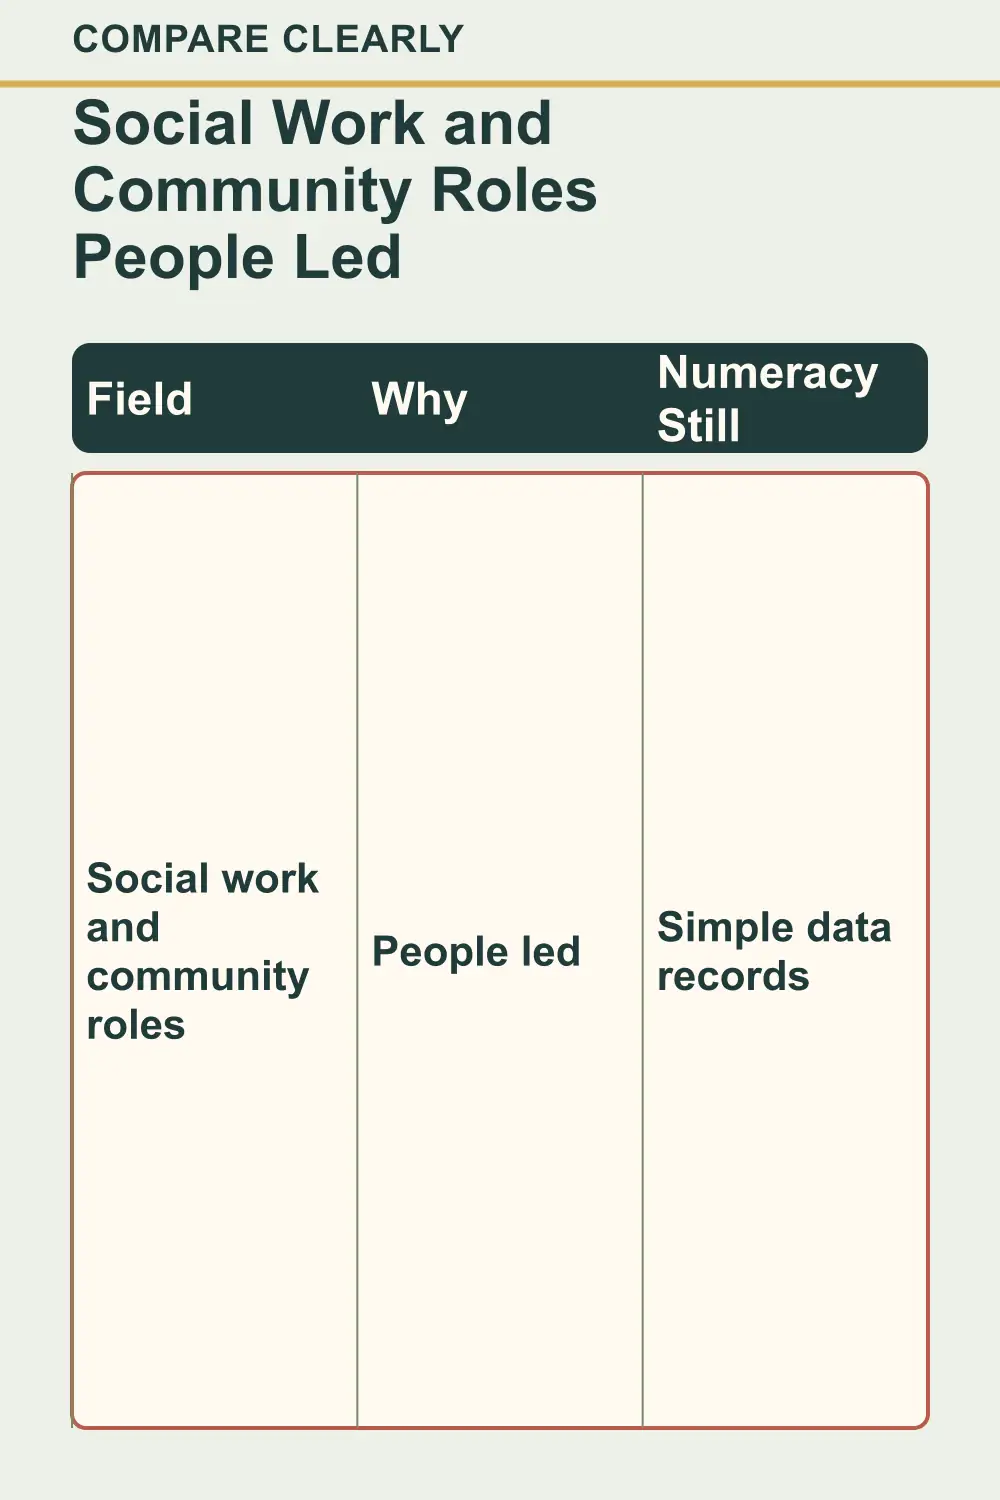 COMPARE CLEARLY
Social Work and
Community Roles
People Led
Field
Why
Numeracy
Still
Social work
and
community
roles
People led
Simple data
records